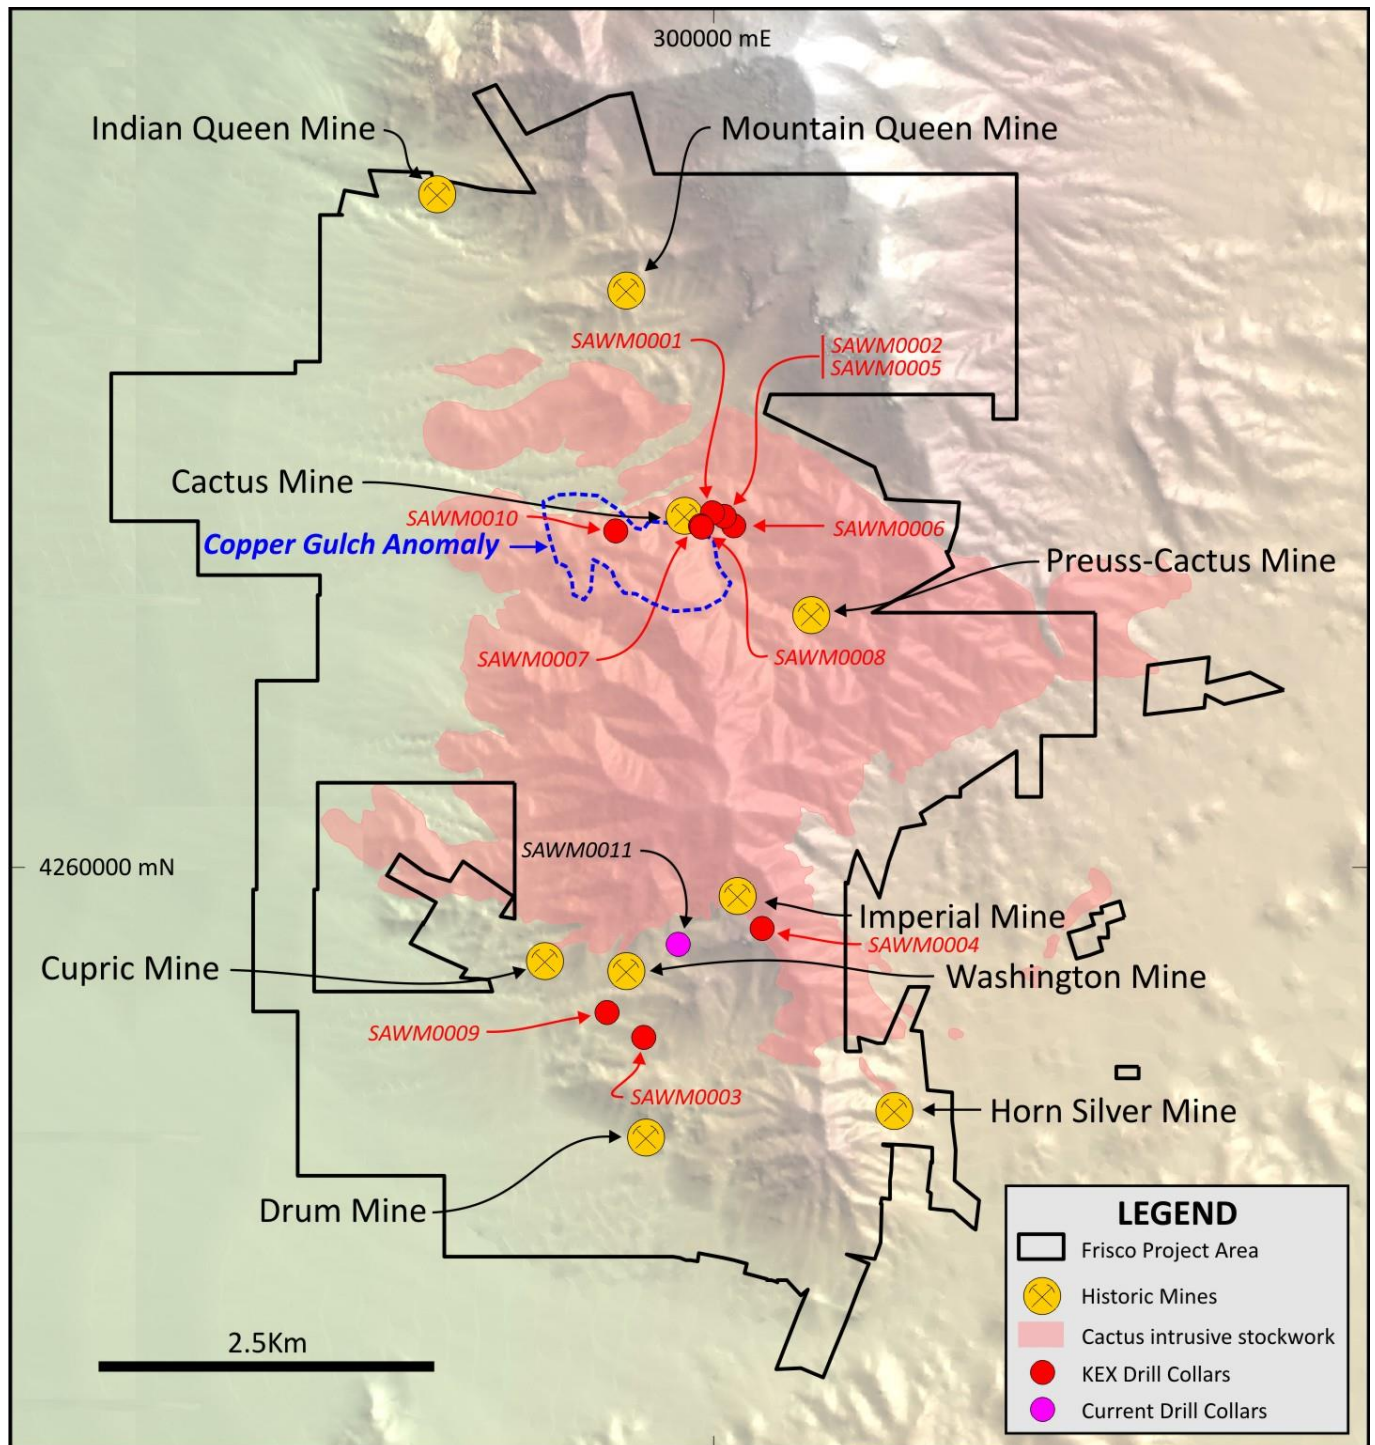 300000 mE
Indian Queen Mine
Mountain Queen Mine
SAWM0001
SAWM0002
SAWM0005
Cactus Mine
SAWM0010
SAWM0006
Copper Gulch Anomaly
Preuss-Cactus Mine
SAWM0007
SAWM0008
SAWM0011
4260000 mN
Imperial Mine
SAWM0004
Cupric Mine
Washington Mine
SAWM0009
SAWM0003
Horn Silver Mine
Drum Mine
2.5Km
LEGEND
Frisco Project Area
Historic Mines
Cactus intrusive stockwork
KEX Drill Collars
Current Drill Collars